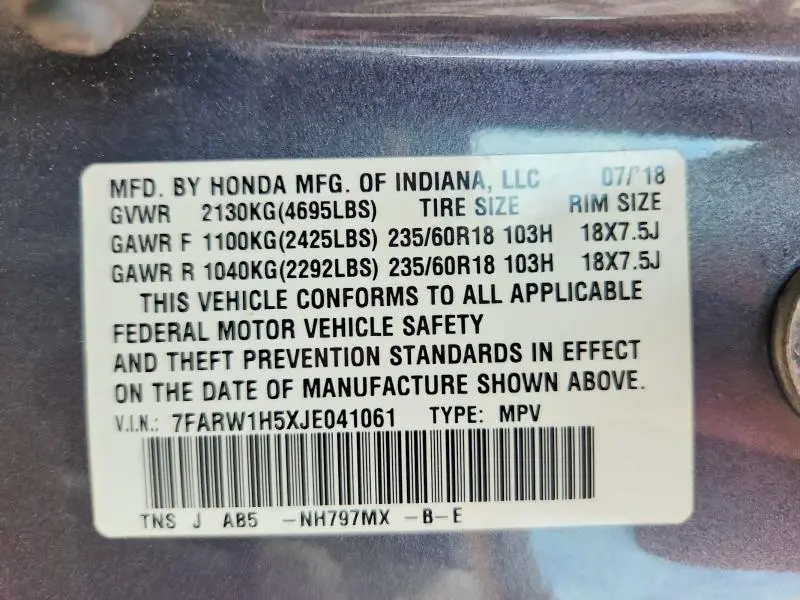 MFD. BY HONDA MFG. OF INDIANA, LLC 07/18
GVWR 2130KG(4695LBS) TIRE SIZE RIM SIZE
GAWR F 1100KG(2425LBS) 235/60R18 103H 18X7.5J
GAWR R 1040KG(2292LBS) 235/60R18 103H 18X7.5J
THIS VEHICLE CONFORMS TO ALL APPLICABLE
FEDERAL MOTOR VEHICLE SAFETY
AND THEFT PREVENTION STANDARDS IN EFFECT
ON THE DATE OF MANUFACTURE SHOWN ABOVE.
V.I.N.: 7FARW1H5XJE041061 TYPE: MPV
TNS J AB5 -NH797MX -B-E